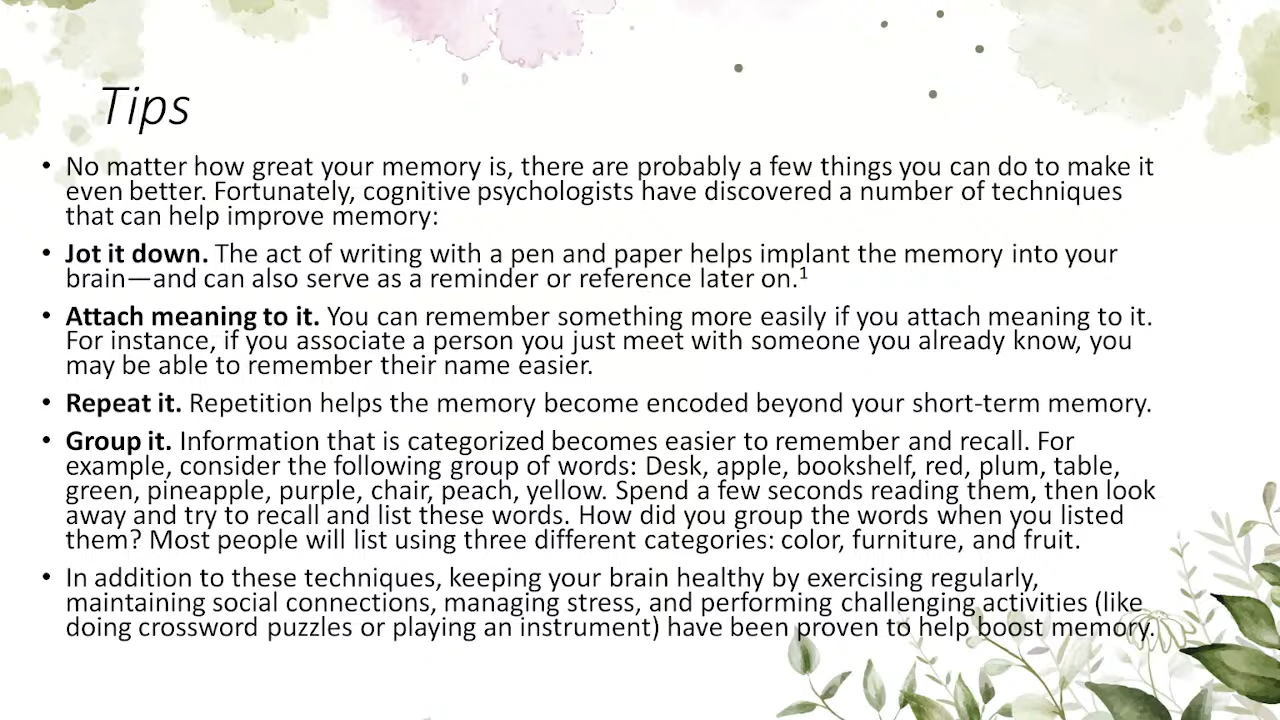 Tips
• No matter how great your memory is, there are probably a few things you can do to make it
even better. Fortunately, cognitive psychologists have discovered a number of techniques
that can help improve memory:
• Jot it down. The act of writing with a pen and paper helps implant the memory into your
brain—and can also serve as a reminder or reference later on.¹
• Attach meaning to it. You can remember something more easily if you attach meaning to it.
For instance, if you associate a person you just meet with someone you already know, you
may be able to remember their name easier.
• Repeat it. Repetition helps the memory become encoded beyond your short-term memory.
• Group it. Information that is categorized becomes easier to remember and recall. For
example, consider the following group of words: Desk, apple, bookshelf, red, plum, table,
green, pineapple, purple, chair, peach, yellow. Spend a few seconds reading them, then look
away and try to recall and list these words. How did you group the words when you listed
them? Most people will list using three different categories: color, furniture, and fruit.
• In addition to these techniques, keeping your brain healthy by exercising regularly,
maintaining social connections, managing stress, and performing challenging activities (like
doing crossword puzzles or playing an instrument) have been proven to help boost memory.